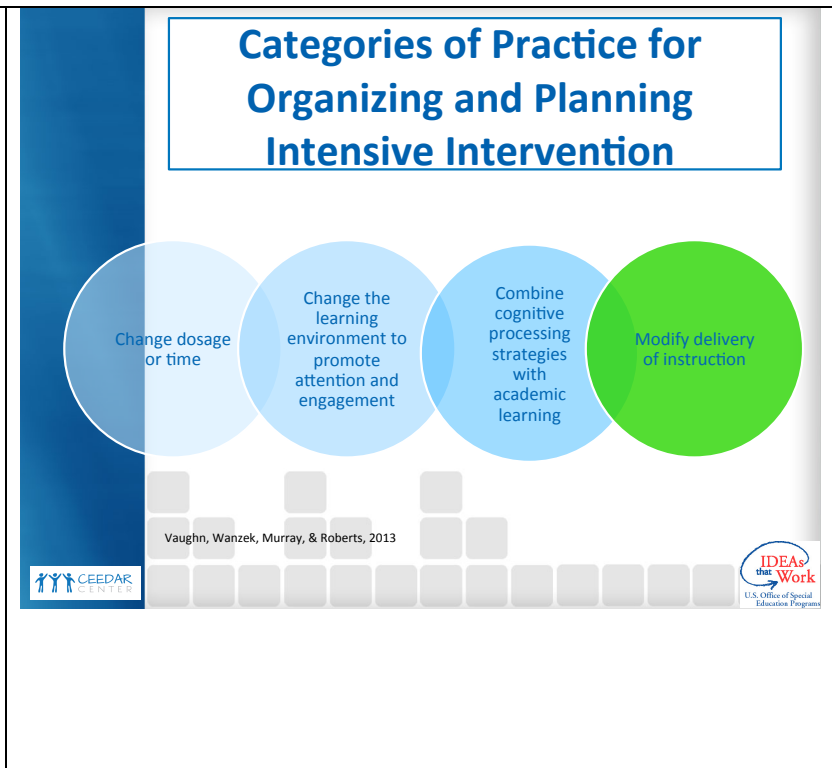 Categories of Practice for
Organizing and Planning
Intensive Intervention
Change dosage
or time
Change the
learning
environment to
promote
attention and
engagement
Combine
cognitive
processing
strategies
with
academic
learning
Modify delivery
of instruction
Vaughn, Wanzek, Murray, & Roberts, 2013
CEEDAR
CENTER
IDEAs
that Work
U.S. Office of Special
Education Programs